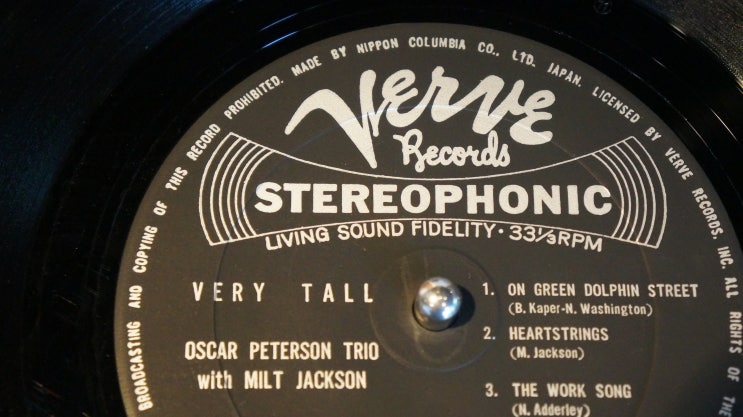 BROADCASTING AND COPYING OF THIS RECORD PROHIBITED. MADE BY NIPPON COLUMBIA CO., LTD. JAPAN. LICENSED BY VERVE RECORDS, INC. ALL RIGHTS OF THE
Verve
Records
STEREOPHONIC
LIVING SOUND FIDELITY · 33⅓RPM
VERY TALL
OSCAR PETERSON TRIO
with MILT JACKSON
1. ON GREEN DOLPHIN STREET
(B. Kaper-N. Washington)
2. HEARTSTRINGS
(M. Jackson)
3. THE WORK SONG
(N. Adderley)